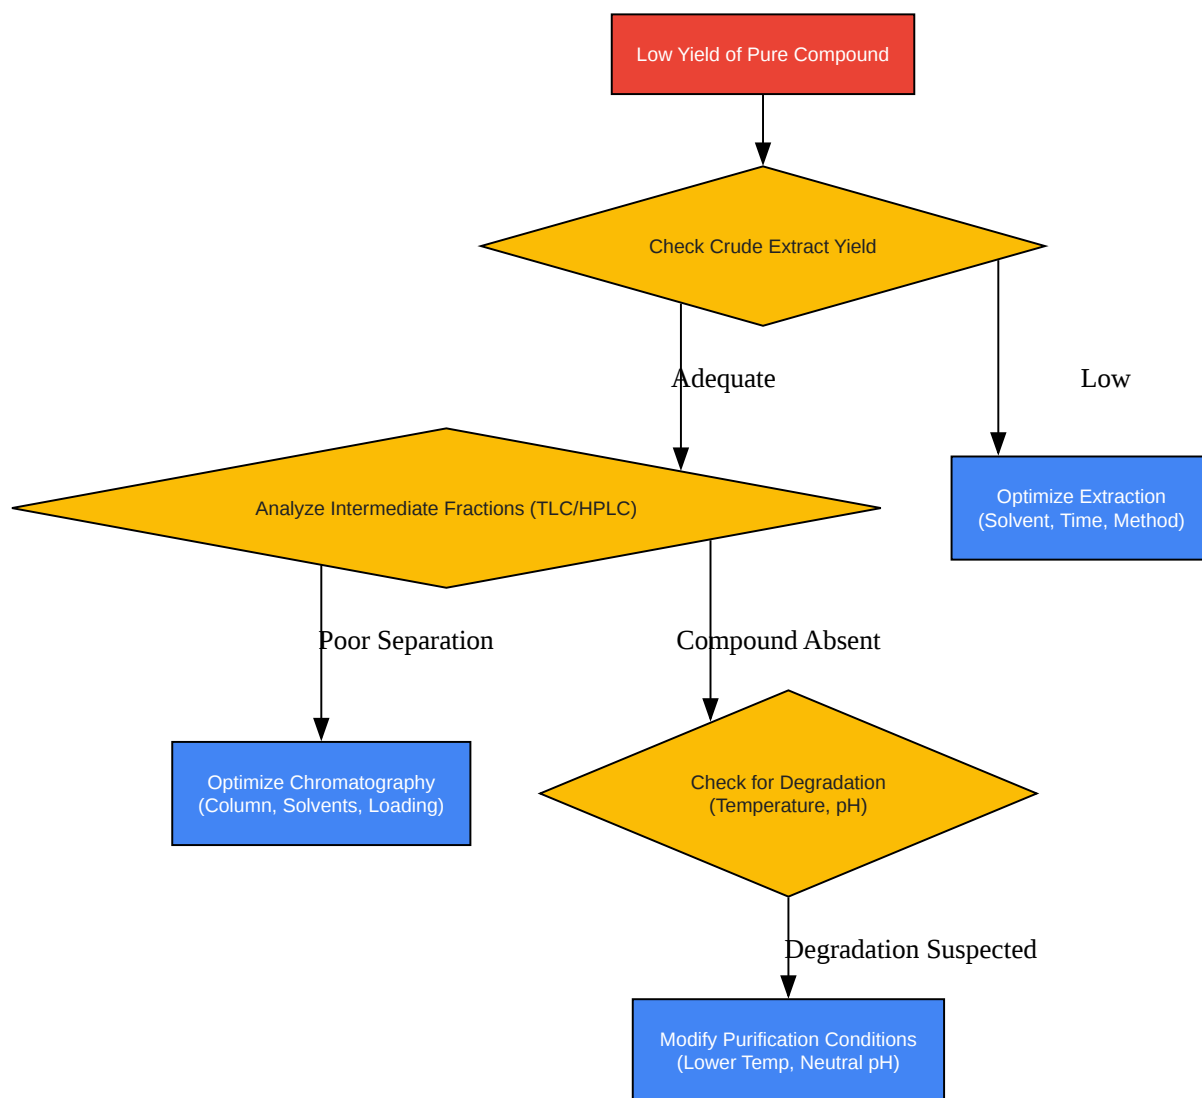 Low Yield of Pure Compound
Check Crude Extract Yield
Adequate
Low
Analyze Intermediate Fractions (TLC/HPLC)
Optimize Extraction
(Solvent, Time, Method)
Poor Separation
Compound Absent
Optimize Chromatography
(Column, Solvents, Loading)
Check for Degradation
(Temperature, pH)
Degradation Suspected
Modify Purification Conditions
(Lower Temp, Neutral pH)